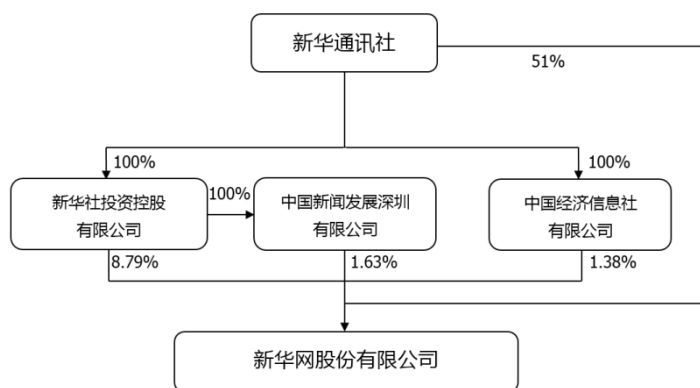 新华通讯社
51%
100%
100%
新华社投资控股
有限公司
100%
中国新闻发展深圳
有限公司
中国经济信息社
有限公司
8.79%
1.63%
1.38%
新华网股份有限公司